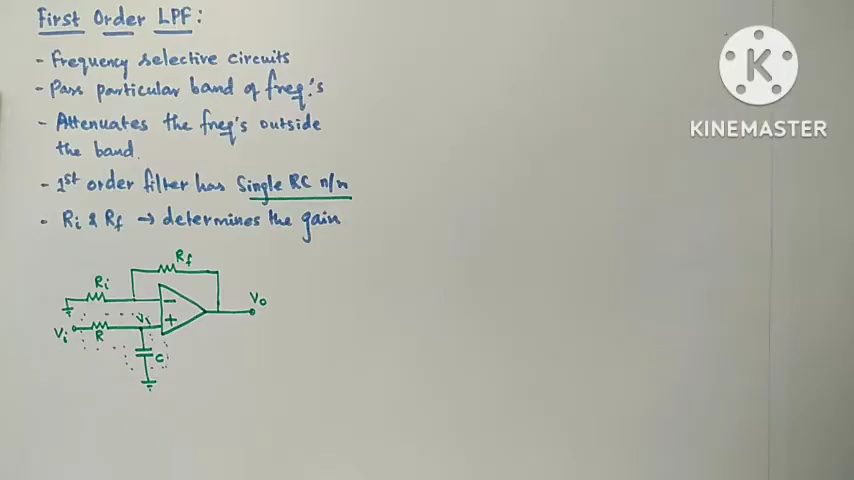 First Order LPF:
- Frequency selective circuits
- Pass particular band of freq's
- Attenuates the freq's outside
the band.
- 1st order filter has Single RC n/n
- Ri & Rf → determines the gain
Rf
Ri
Vo
V1
Vi
R
C
K
KINEMASTER